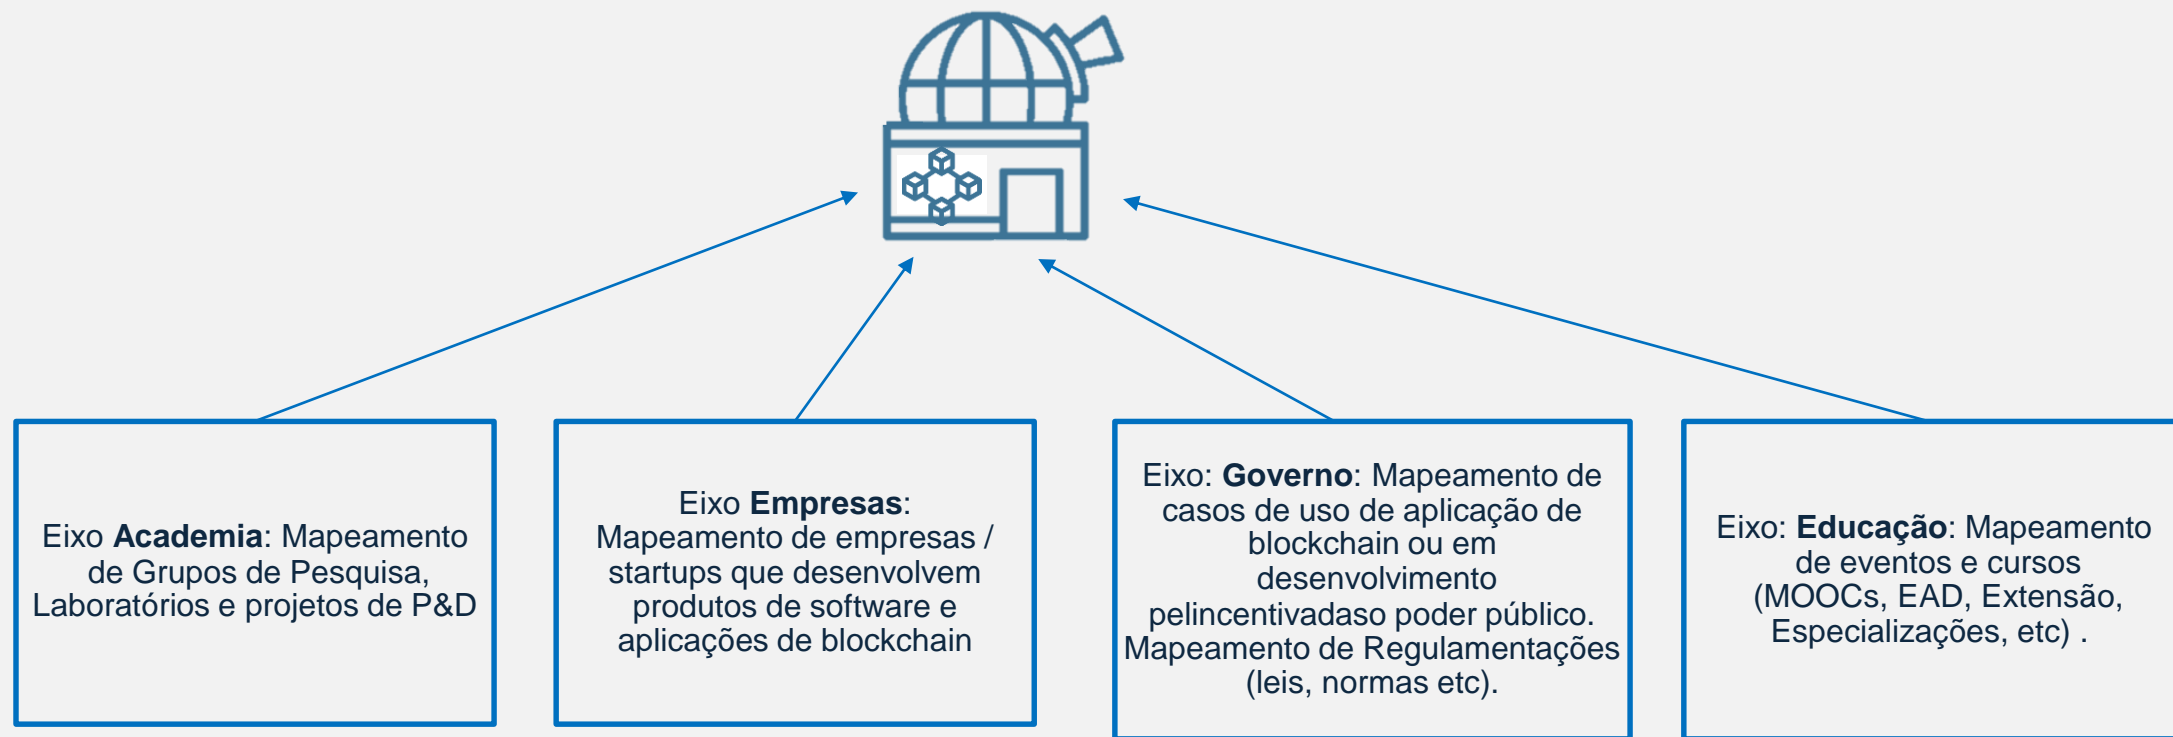 Eixo Academia: Mapeamento
de Grupos de Pesquisa,
Laboratórios e projetos de P&D
Eixo Empresas:
Mapeamento de empresas /
startups que desenvolvem
produtos de software e
aplicações de blockchain
Eixo: Governo: Mapeamento de
casos de uso de aplicação de
blockchain ou em
desenvolvimento
pelincentivadaso poder público.
Mapeamento de Regulamentações
(leis, normas etc).
Eixo: Educação: Mapeamento
de eventos e cursos
(MOOCs, EAD, Extensão,
Especializações, etc) .